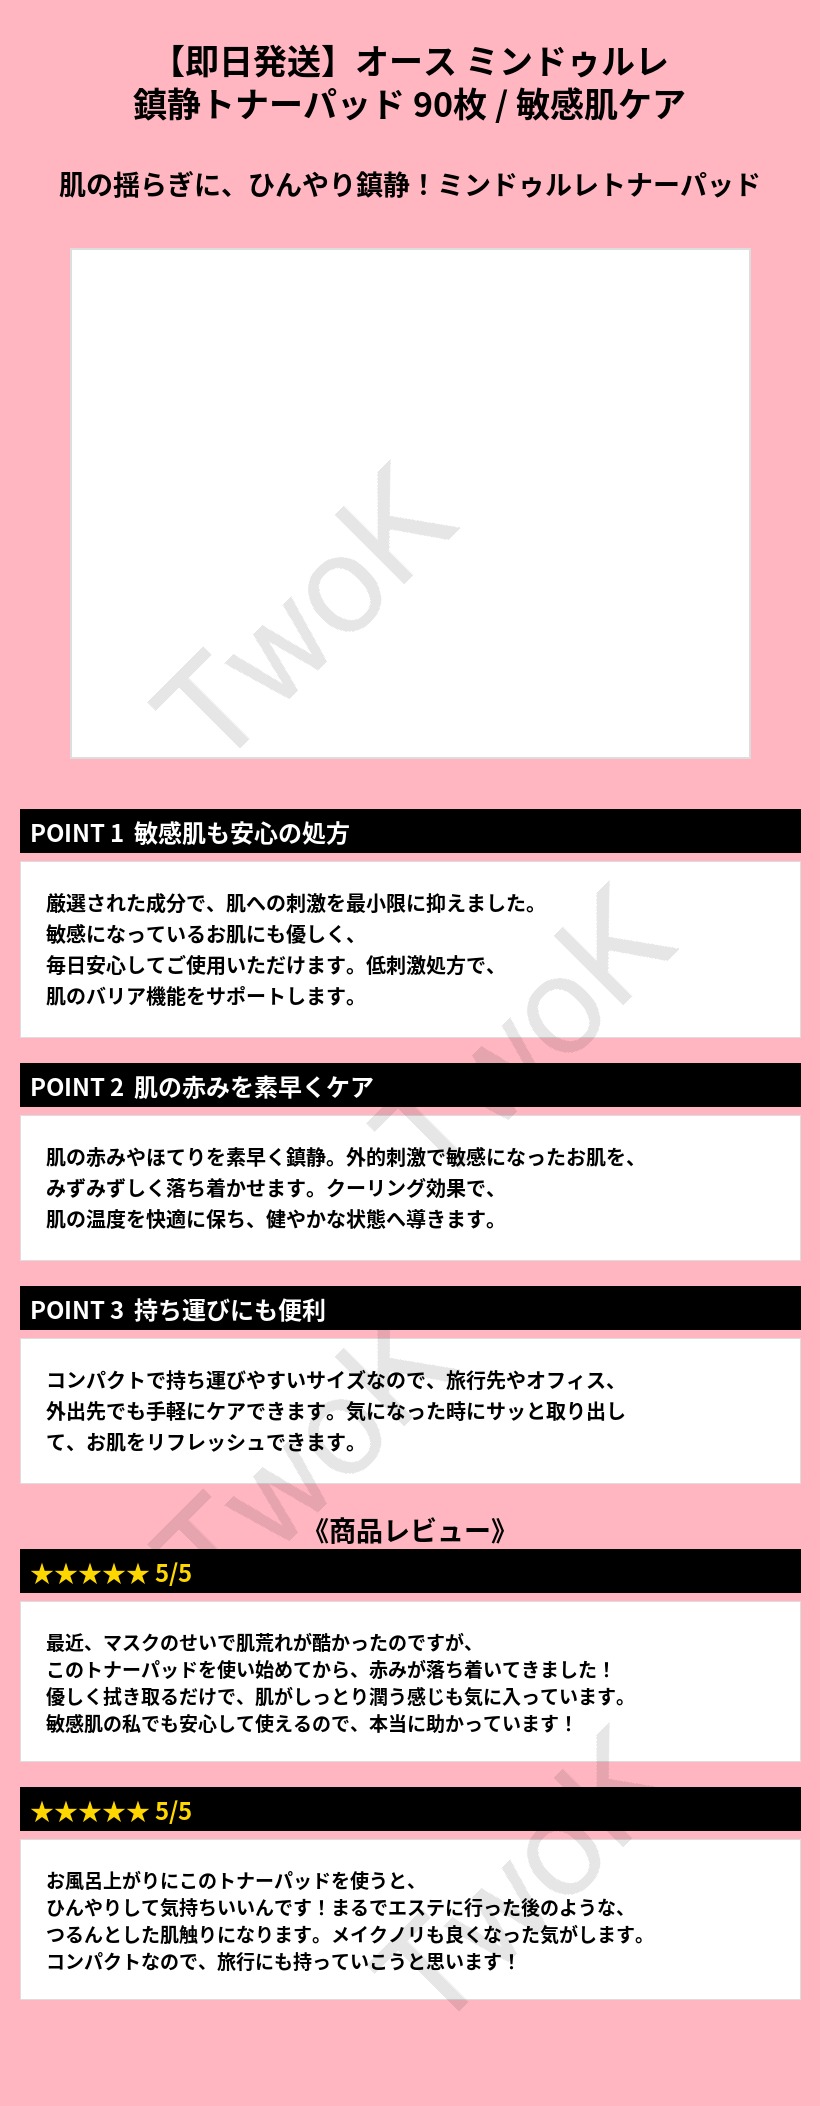 【即日発送】オース ミンドゥルレ
鎮静トナーパッド 90枚 / 敏感肌ケア
肌の揺らぎに、ひんやり鎮静！ミンドゥルレトナーパッド
TwoK
POINT 1 敏感肌も安心の処方
厳選された成分で、肌への刺激を最小限に抑えました。
敏感になっているお肌にも優しく、
毎日安心してご使用いただけます。低刺激処方で、
肌のバリア機能をサポートします。
TwoK
POINT 2 肌の赤みを素早くケア
肌の赤みやほてりを素早く鎮静。外的刺激で敏感になったお肌を、
みずみずしく落ち着かせます。クーリング効果で、
肌の温度を快適に保ち、健やかな状態へ導きます。
POINT 3 持ち運びにも便利
コンパクトで持ち運びやすいサイズなので、旅行先やオフィス、
外出先でも手軽にケアできます。気になった時にサッと取り出し
て、お肌をリフレッシュできます。
TwoK
《商品レビュー》
★★★★★ 5/5
最近、マスクのせいで肌荒れが酷かったのですが、
このトナーパッドを使い始めてから、赤みが落ち着いてきました！
優しく拭き取るだけで、肌がしっとり潤う感じも気に入っています。
敏感肌の私でも安心して使えるので、本当に助かっています！
★★★★★ 5/5
お風呂上がりにこのトナーパッドを使うと、
ひんやりして気持ちいいんです！まるでエステに行った後のような、
つるんとした肌触りになります。メイクノリも良くなった気がします。
コンパクトなので、旅行にも持っていこうと思います！
TwoK